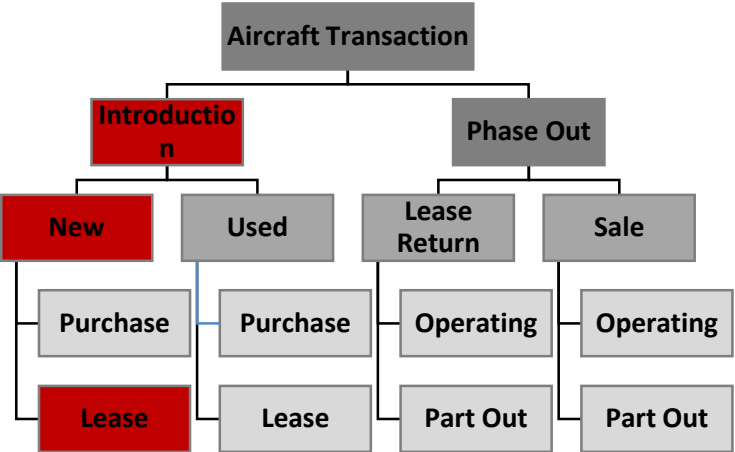 Aircraft Transaction
Introductio
n
Phase Out
New
Used
Lease
Return
Sale
Purchase
Purchase
Operating
Operating
Lease
Lease
Part Out
Part Out